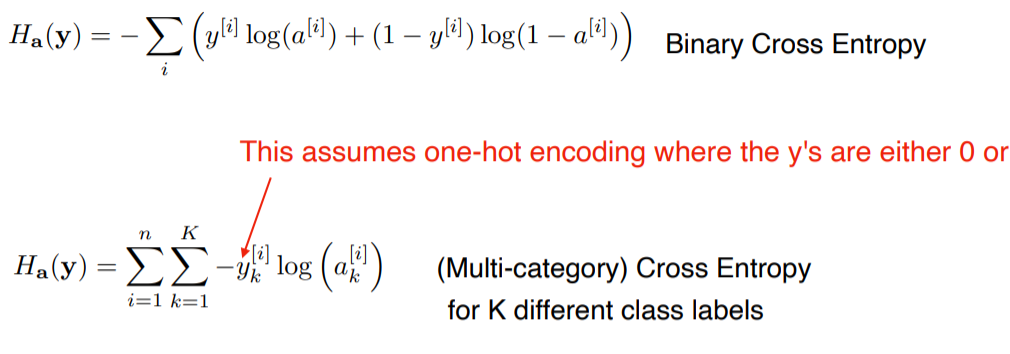 $H_{\mathbf{a}}(\mathbf{y}) = -\sum_{i} \left( y^{[i]} \log(a^{[i]}) + (1 - y^{[i]}) \log(1 - a^{[i]}) \right)$ Binary Cross Entropy
This assumes one-hot encoding where the y's are either 0 or
$H_{\mathbf{a}}(\mathbf{y}) = \sum_{i=1}^{n} \sum_{k=1}^{K} -y_k^{[i]} \log \left( a_k^{[i]} \right)$ (Multi-category) Cross Entropy
for K different class labels